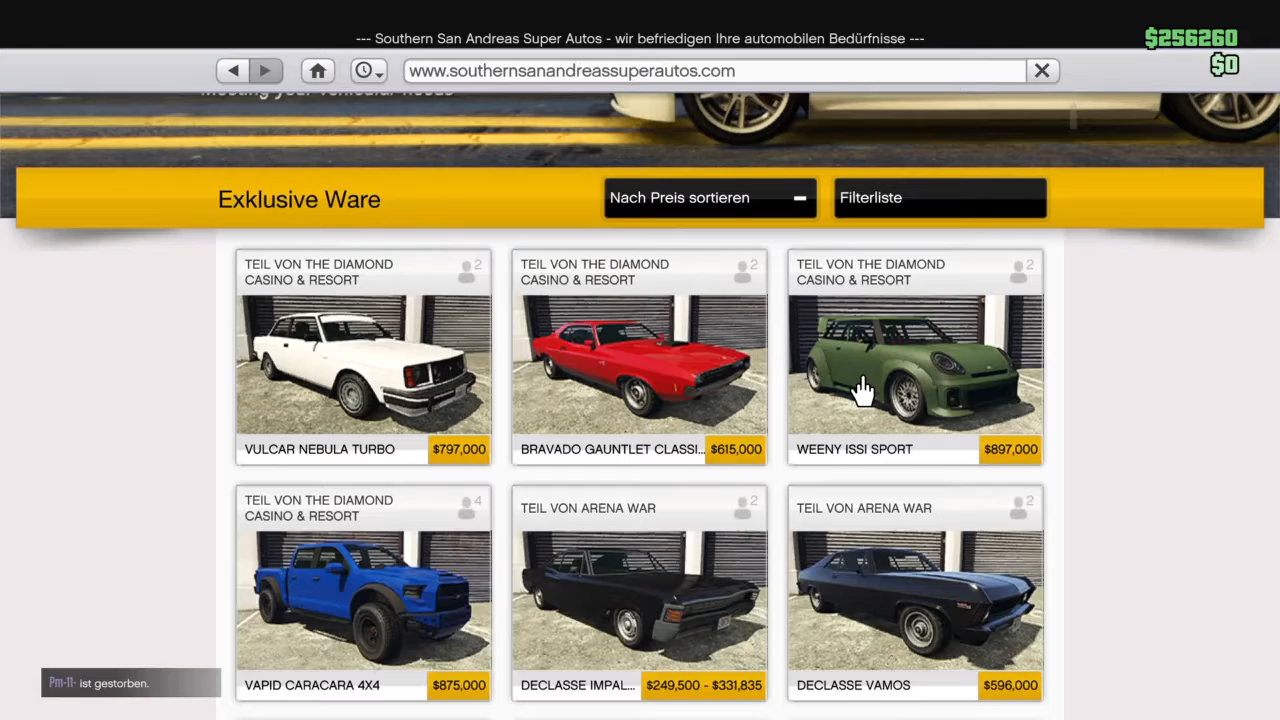 --- Southern San Andreas Super Autos - wir befriedigen Ihre automobilen Bedürfnisse ---
$256260
$0
www.southernsanandreassuperautos.com
Meeting your vehicular needs
Exklusive Ware
Nach Preis sortieren
Filterliste
TEIL VON THE DIAMOND
CASINO & RESORT
2
VULCAR NEBULA TURBO
$797,000
TEIL VON THE DIAMOND
CASINO & RESORT
2
BRAVADO GAUNTLET CLASSI...
$615,000
TEIL VON THE DIAMOND
CASINO & RESORT
2
WEENY ISSI SPORT
$897,000
TEIL VON THE DIAMOND
CASINO & RESORT
4
VAPID CARACARA 4X4
$875,000
TEIL VON ARENA WAR
2
DECLASSE IMPAL...
$249,500 - $331,835
TEIL VON ARENA WAR
2
DECLASSE VAMOS
$596,000
Pm-11- ist gestorben.